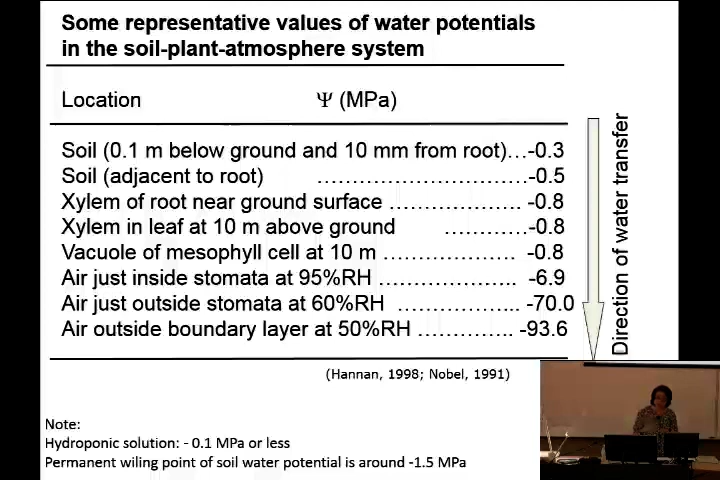 Some representative values of water potentials
in the soil-plant-atmosphere system
Location Ψ (MPa)
Soil (0.1 m below ground and 10 mm from root)...-0.3
Soil (adjacent to root) ................................-0.5
Xylem of root near ground surface .................. -0.8
Xylem in leaf at 10 m above ground ............-0.8
Vacuole of mesophyll cell at 10 m .................. -0.8
Air just inside stomata at 95%RH .................... -6.9
Air just outside stomata at 60%RH ................. -70.0
Air outside boundary layer at 50%RH ............. -93.6
Direction of water transfer
(Hannan, 1998; Nobel, 1991)
Note:
Hydroponic solution: - 0.1 MPa or less
Permanent wiling point of soil water potential is around -1.5 MPa